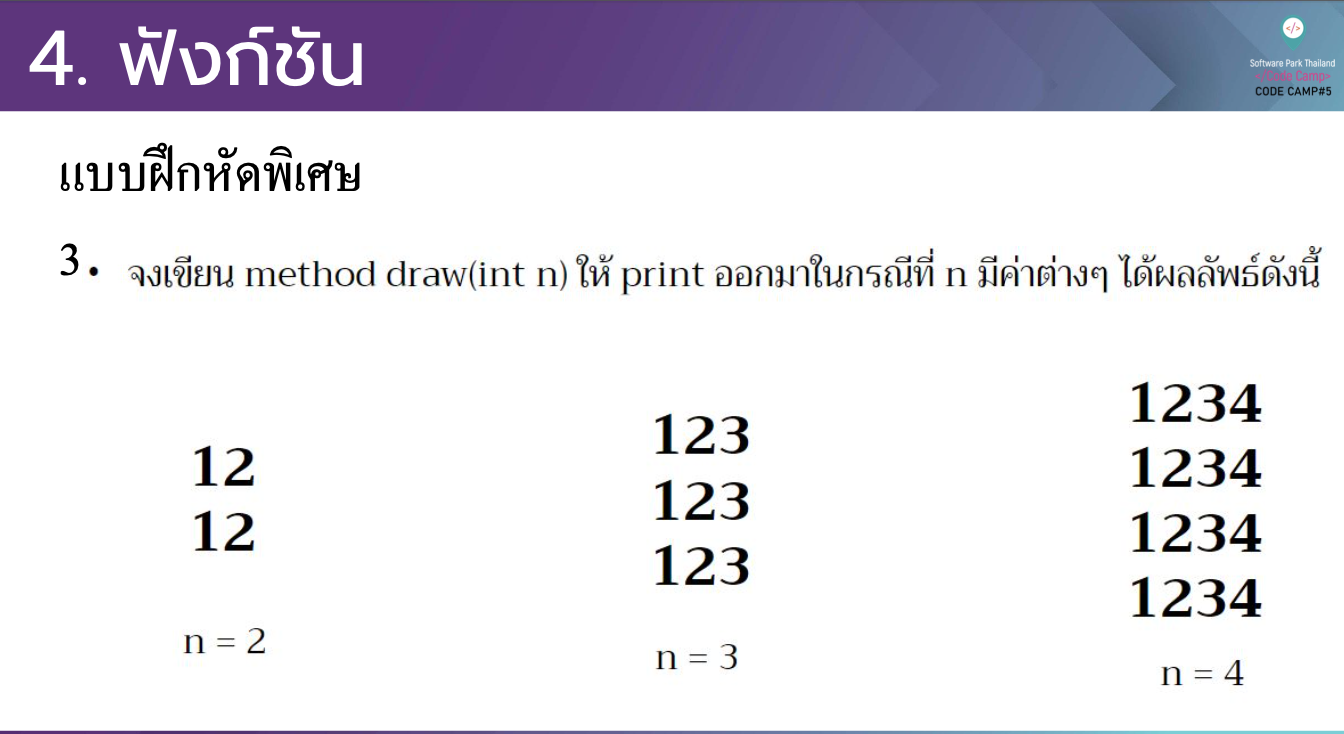 4. ฟังก์ชัน
</>
Software Park Thailand
</Code Camp>
CODE CAMP#5
แบบฝึกหัดพิเศษ
3. จงเขียน method draw(int n) ให้ print ออกมาในกรณีที่ n มีค่าต่างๆ ได้ผลลัพธ์ดังนี้
12
12
n = 2
123
123
123
n = 3
1234
1234
1234
1234
n = 4